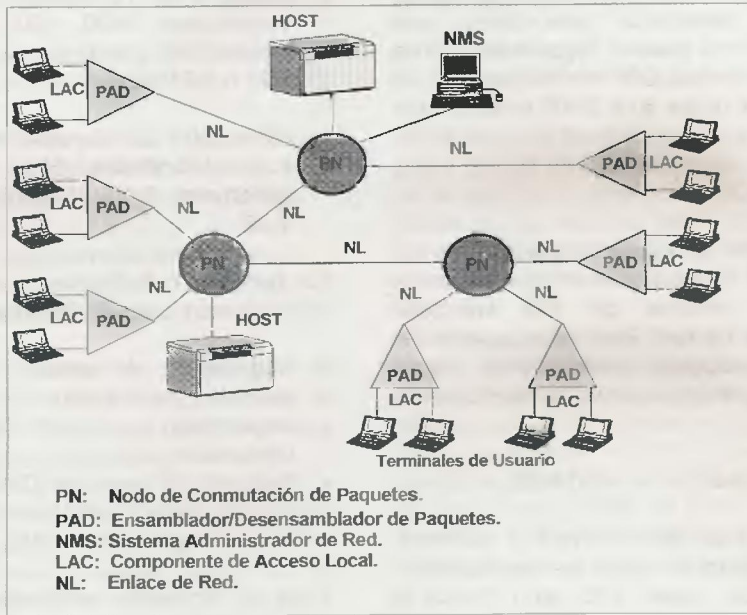 HOST
NMS
LAC
PAD
NL
NL
PN
NL
PAD
LAC
LAC
PAD
NL
NL
PN
NL
PN
NL
PAD
LAC
LAC
PAD
NL
HOST
NL
NL
PAD
PAD
LAC
LAC
Terminales de Usuario
PN: Nodo de Conmutación de Paquetes.
PAD: Ensamblador/Desensamblador de Paquetes.
NMS: Sistema Administrador de Red.
LAC: Componente de Acceso Local.
NL: Enlace de Red.